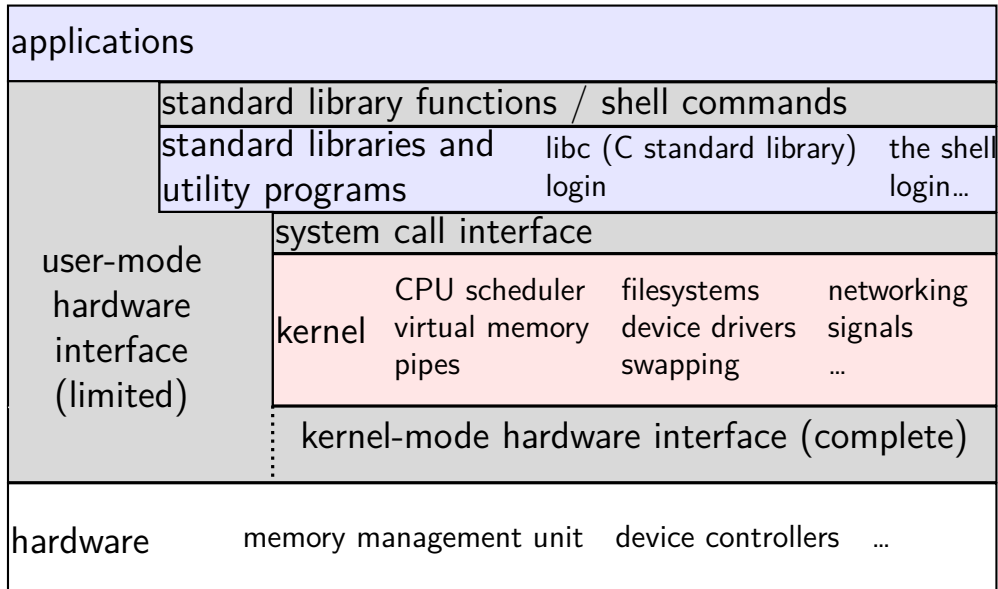 applications
standard library functions / shell commands
standard libraries and
utility programs
libc (C standard library)
login
the shell
login…
system call interface
user-mode
hardware
interface
(limited)
kernel
CPU scheduler
virtual memory
pipes
filesystems
device drivers
swapping
networking
signals
…
kernel-mode hardware interface (complete)
hardware
memory management unit
device controllers
…